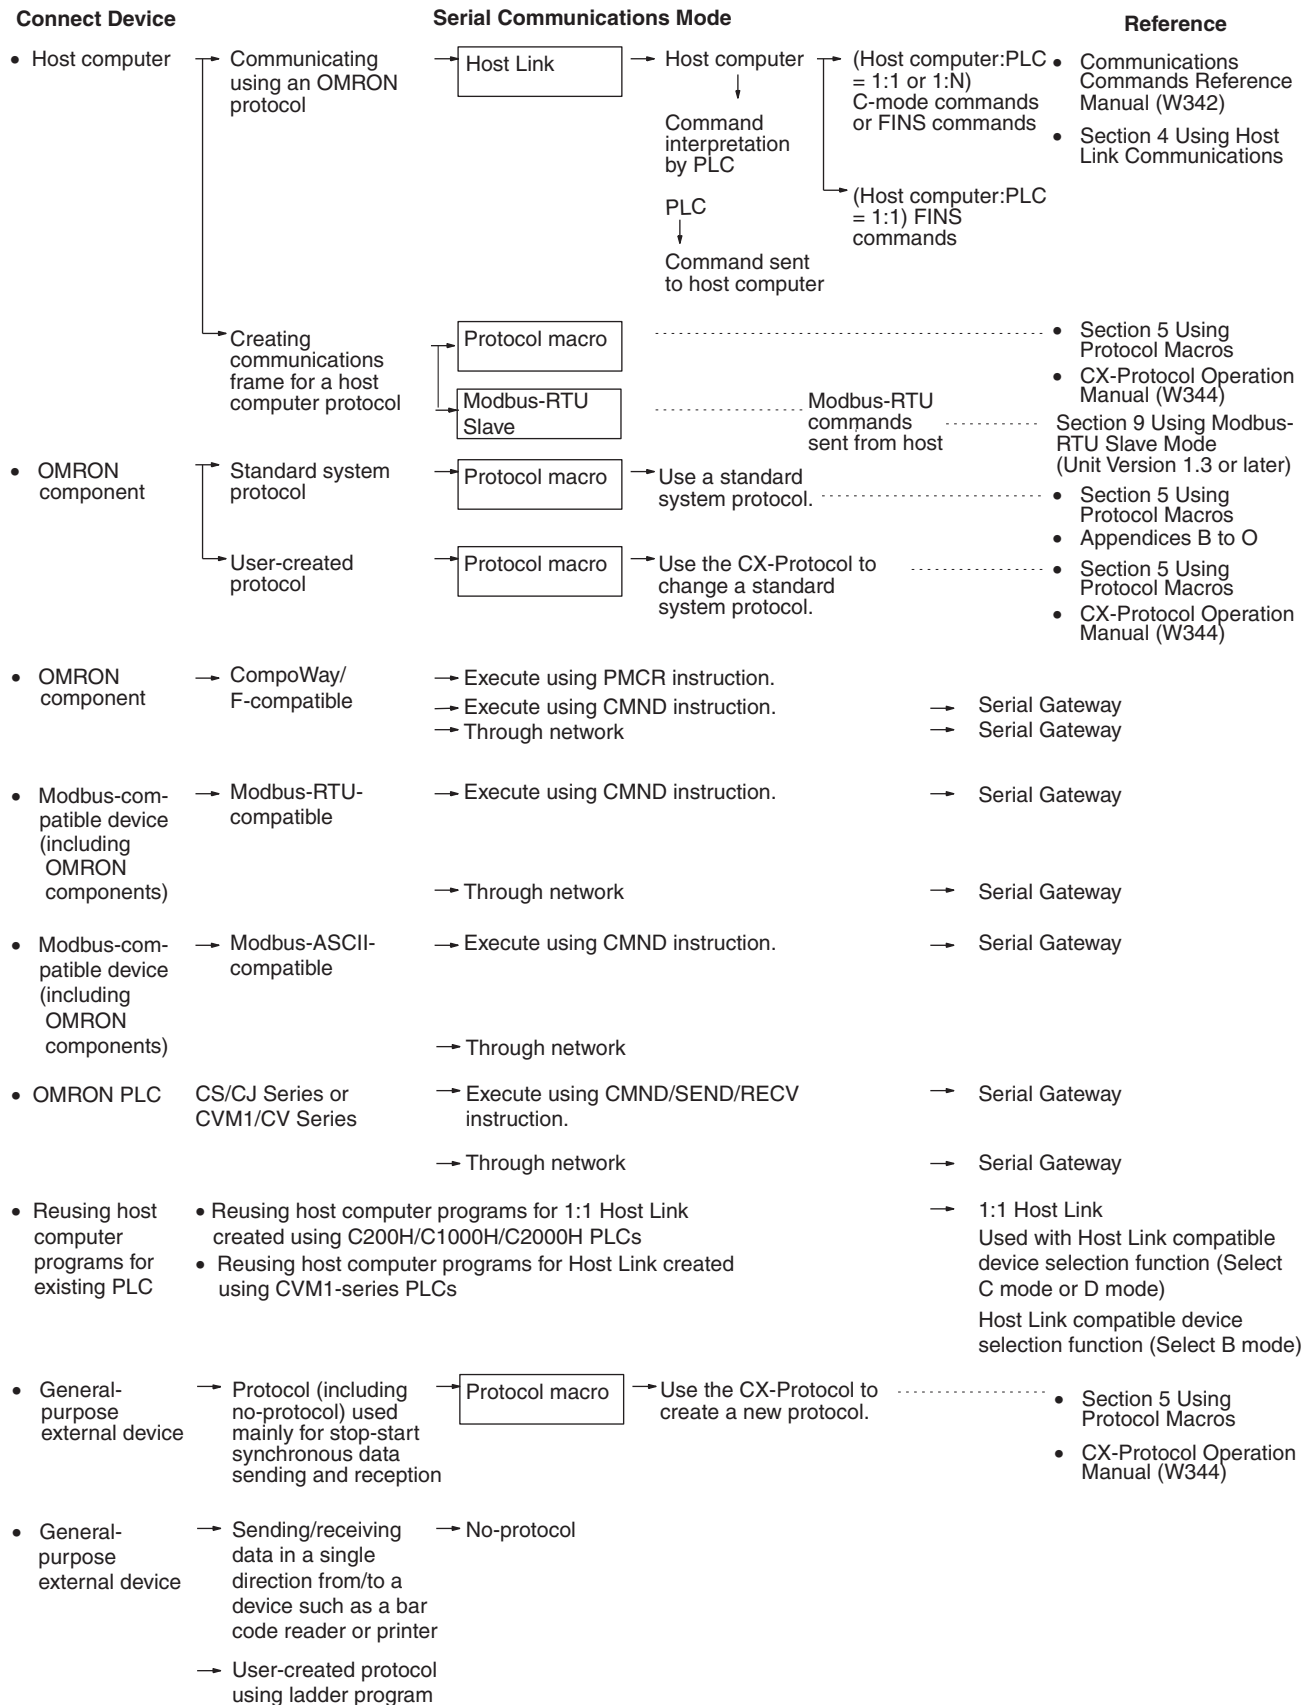 Connect Device
Serial Communications Mode
Reference
• Host computer
Communicating
using an OMRON
protocol
Host Link
Host computer
Command
interpretation
by PLC
PLC
Command sent
to host computer
(Host computer:PLC
= 1:1 or 1:N)
C-mode commands
or FINS commands
(Host computer:PLC
= 1:1) FINS
commands
• Communications
Commands Reference
Manual (W342)
• Section 4 Using Host
Link Communications
Creating
communications
frame for a host
computer protocol
Protocol macro
• Section 5 Using
Protocol Macros
• CX-Protocol Operation
Manual (W344)
Modbus-RTU
Slave
Modbus-RTU
commands
sent from host
Section 9 Using Modbus-
RTU Slave Mode
(Unit Version 1.3 or later)
• OMRON
component
Standard system
protocol
Protocol macro
Use a standard
system protocol.
• Section 5 Using
Protocol Macros
• Appendices B to O
User-created
protocol
Protocol macro
Use the CX-Protocol to
change a standard
system protocol.
• Section 5 Using
Protocol Macros
• CX-Protocol Operation
Manual (W344)
• OMRON
component
CompoWay/
F-compatible
Execute using PMCR instruction.
Execute using CMND instruction.
Serial Gateway
Through network
Serial Gateway
• Modbus-com-
patible device
(including
OMRON
components)
Modbus-RTU-
compatible
Execute using CMND instruction.
Serial Gateway
Through network
Serial Gateway
• Modbus-com-
patible device
(including
OMRON
components)
Modbus-ASCII-
compatible
Execute using CMND instruction.
Serial Gateway
Through network
• OMRON PLC
CS/CJ Series or
CVM1/CV Series
Execute using CMND/SEND/RECV
instruction.
Serial Gateway
Through network
Serial Gateway
• Reusing host
computer
programs for
existing PLC
• Reusing host computer programs for 1:1 Host Link
created using C200H/C1000H/C2000H PLCs
• Reusing host computer programs for Host Link created
using CVM1-series PLCs
1:1 Host Link
Used with Host Link compatible
device selection function (Select
C mode or D mode)
Host Link compatible device
selection function (Select B mode)
• General-
purpose
external device
Protocol (including
no-protocol) used
mainly for stop-start
synchronous data
sending and reception
Protocol macro
Use the CX-Protocol to
create a new protocol.
• Section 5 Using
Protocol Macros
• CX-Protocol Operation
Manual (W344)
• General-
purpose
external device
Sending/receiving
data in a single
direction from/to a
device such as a bar
code reader or printer
No-protocol
User-created protocol
using ladder program